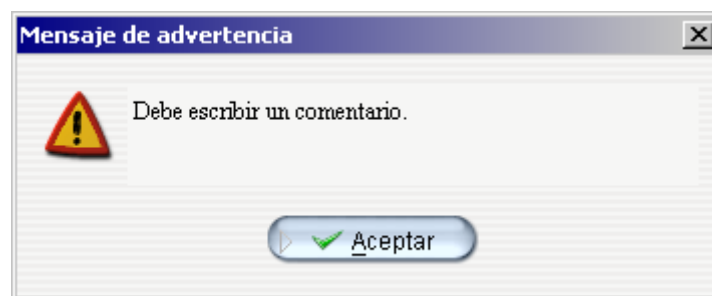 Mensaje de advertencia
Debe escribir un comentario.
Aceptar